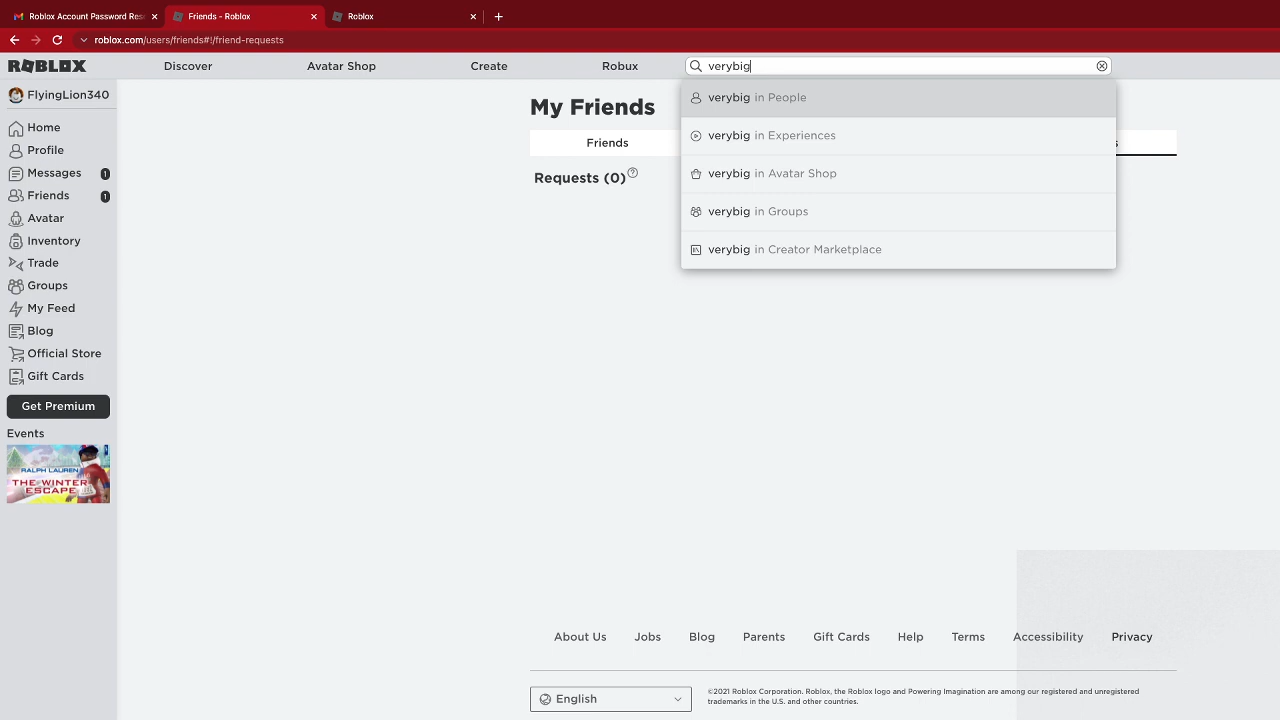 Roblox Account Password Res
Friends - Roblox
Roblox
roblox.com/users/friends#!/friend-requests
ROBLOX
Discover
Avatar Shop
Create
Robux
verybig
FlyingLion340
Home
Profile
Messages 1
Friends 1
Avatar
Inventory
Trade
Groups
My Feed
Blog
Official Store
Gift Cards
Get Premium
Events
RALPH LAUREN
THE WINTER
ESCAPE
My Friends
Friends
Requests (0)
verybig in People
verybig in Experiences
verybig in Avatar Shop
verybig in Groups
verybig in Creator Marketplace
About Us
Jobs
Blog
Parents
Gift Cards
Help
Terms
Accessibility
Privacy
English
©2021 Roblox Corporation. Roblox, the Roblox logo and Powering Imagination are among our registered and unregistered
trademarks in the U.S. and other countries.